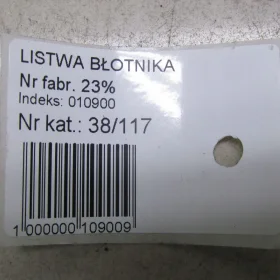 LISTWA BŁOTNIKA
Nr fabr. 23%
Indeks: 010900
Nr kat.: 38/117
1 000000 109009